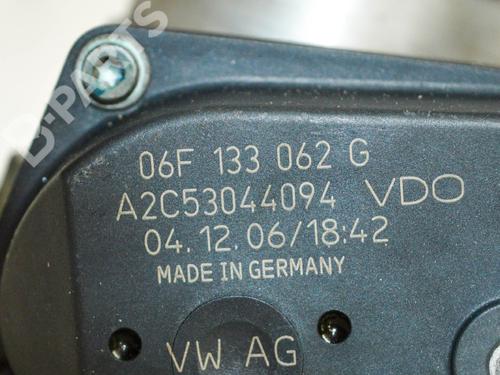 D-PARTS
06F 133 062 G
A2C53044094 VDO
04.12.06/18:42
MADE IN GERMANY
VW AG